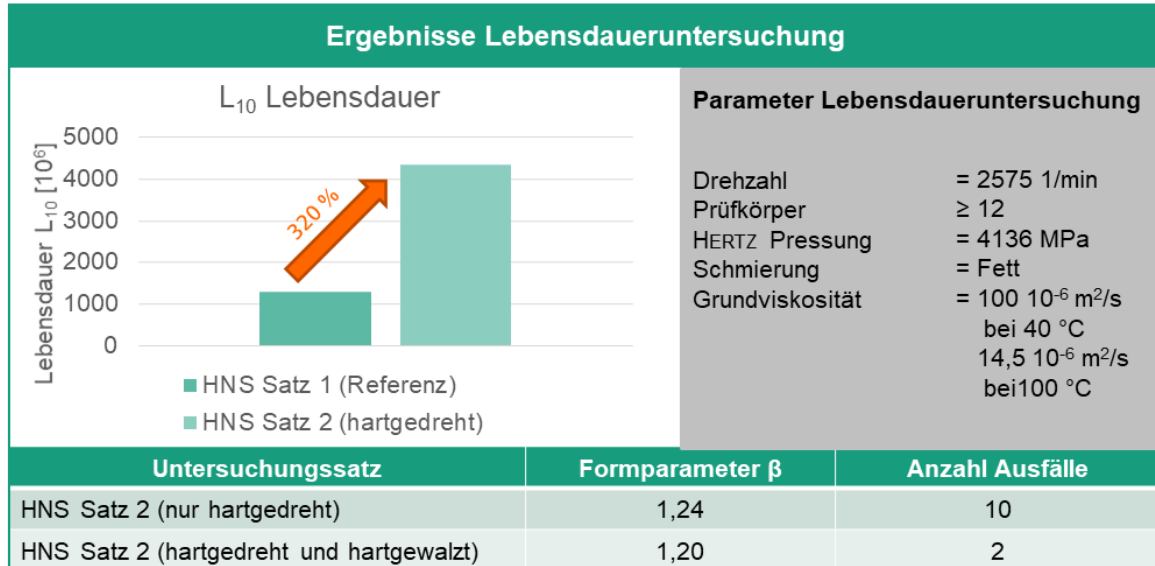 Ergebnisse Lebensdaueruntersuchung
L₁₀ Lebensdauer
Lebensdauer L₁₀ [10⁶]
5000
4000
3000
2000
1000
0
320 %
HNS Satz 1 (Referenz)
HNS Satz 2 (hartgedreht)
Parameter Lebensdaueruntersuchung
Drehzahl = 2575 1/min
Prüfkörper ≥ 12
HERTZ Pressung = 4136 MPa
Schmierung = Fett
Grundviskosität = 100 10⁻⁶ m²/s
bei 40 °C
14,5 10⁻⁶ m²/s
bei100 °C
Untersuchungssatz Formparameter β Anzahl Ausfälle
HNS Satz 2 (nur hartgedreht) 1,24 10
HNS Satz 2 (hartgedreht und hartgewalzt) 1,20 2